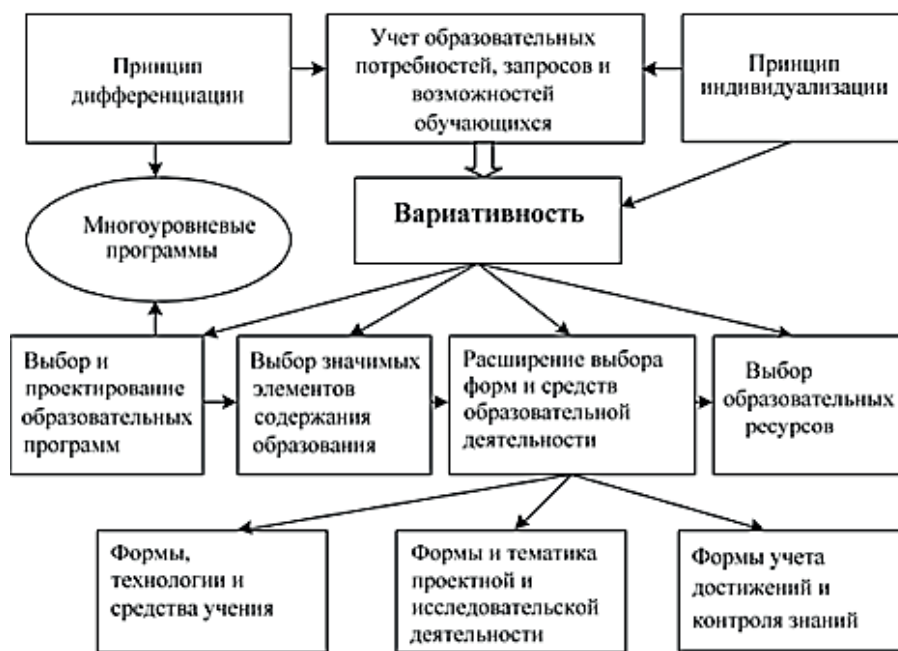 Принцип
дифференциации
Учет образовательных
потребностей, запросов и
возможностей
обучающихся
Принцип
индивидуализации
Многоуровневые
программы
Вариативность
Выбор и
проектирование
образовательных
программ
Выбор значимых
элементов
содержания
образования
Расширение выбора
форм и средств
образовательной
деятельности
Выбор
образовательных
ресурсов
Формы,
технологии и
средства учения
Формы и тематика
проектной и
исследовательской
деятельности
Формы учета
достижений и
контроля знаний